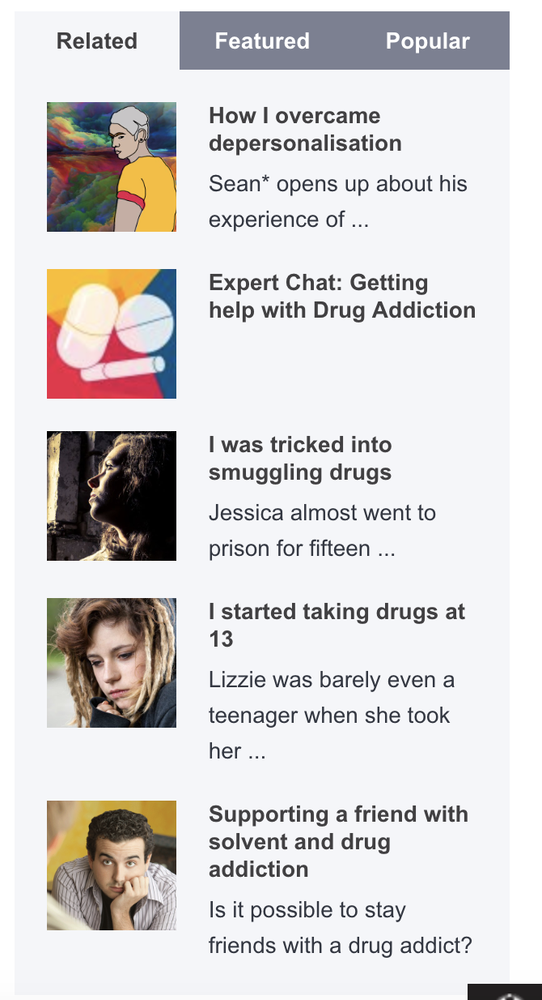 Related Featured Popular
How I overcame
depersonalisation
Sean* opens up about his
experience of ...
Expert Chat: Getting
help with Drug Addiction
I was tricked into
smuggling drugs
Jessica almost went to
prison for fifteen ...
I started taking drugs at
13
Lizzie was barely even a
teenager when she took
her ...
Supporting a friend with
solvent and drug
addiction
Is it possible to stay
friends with a drug addict?